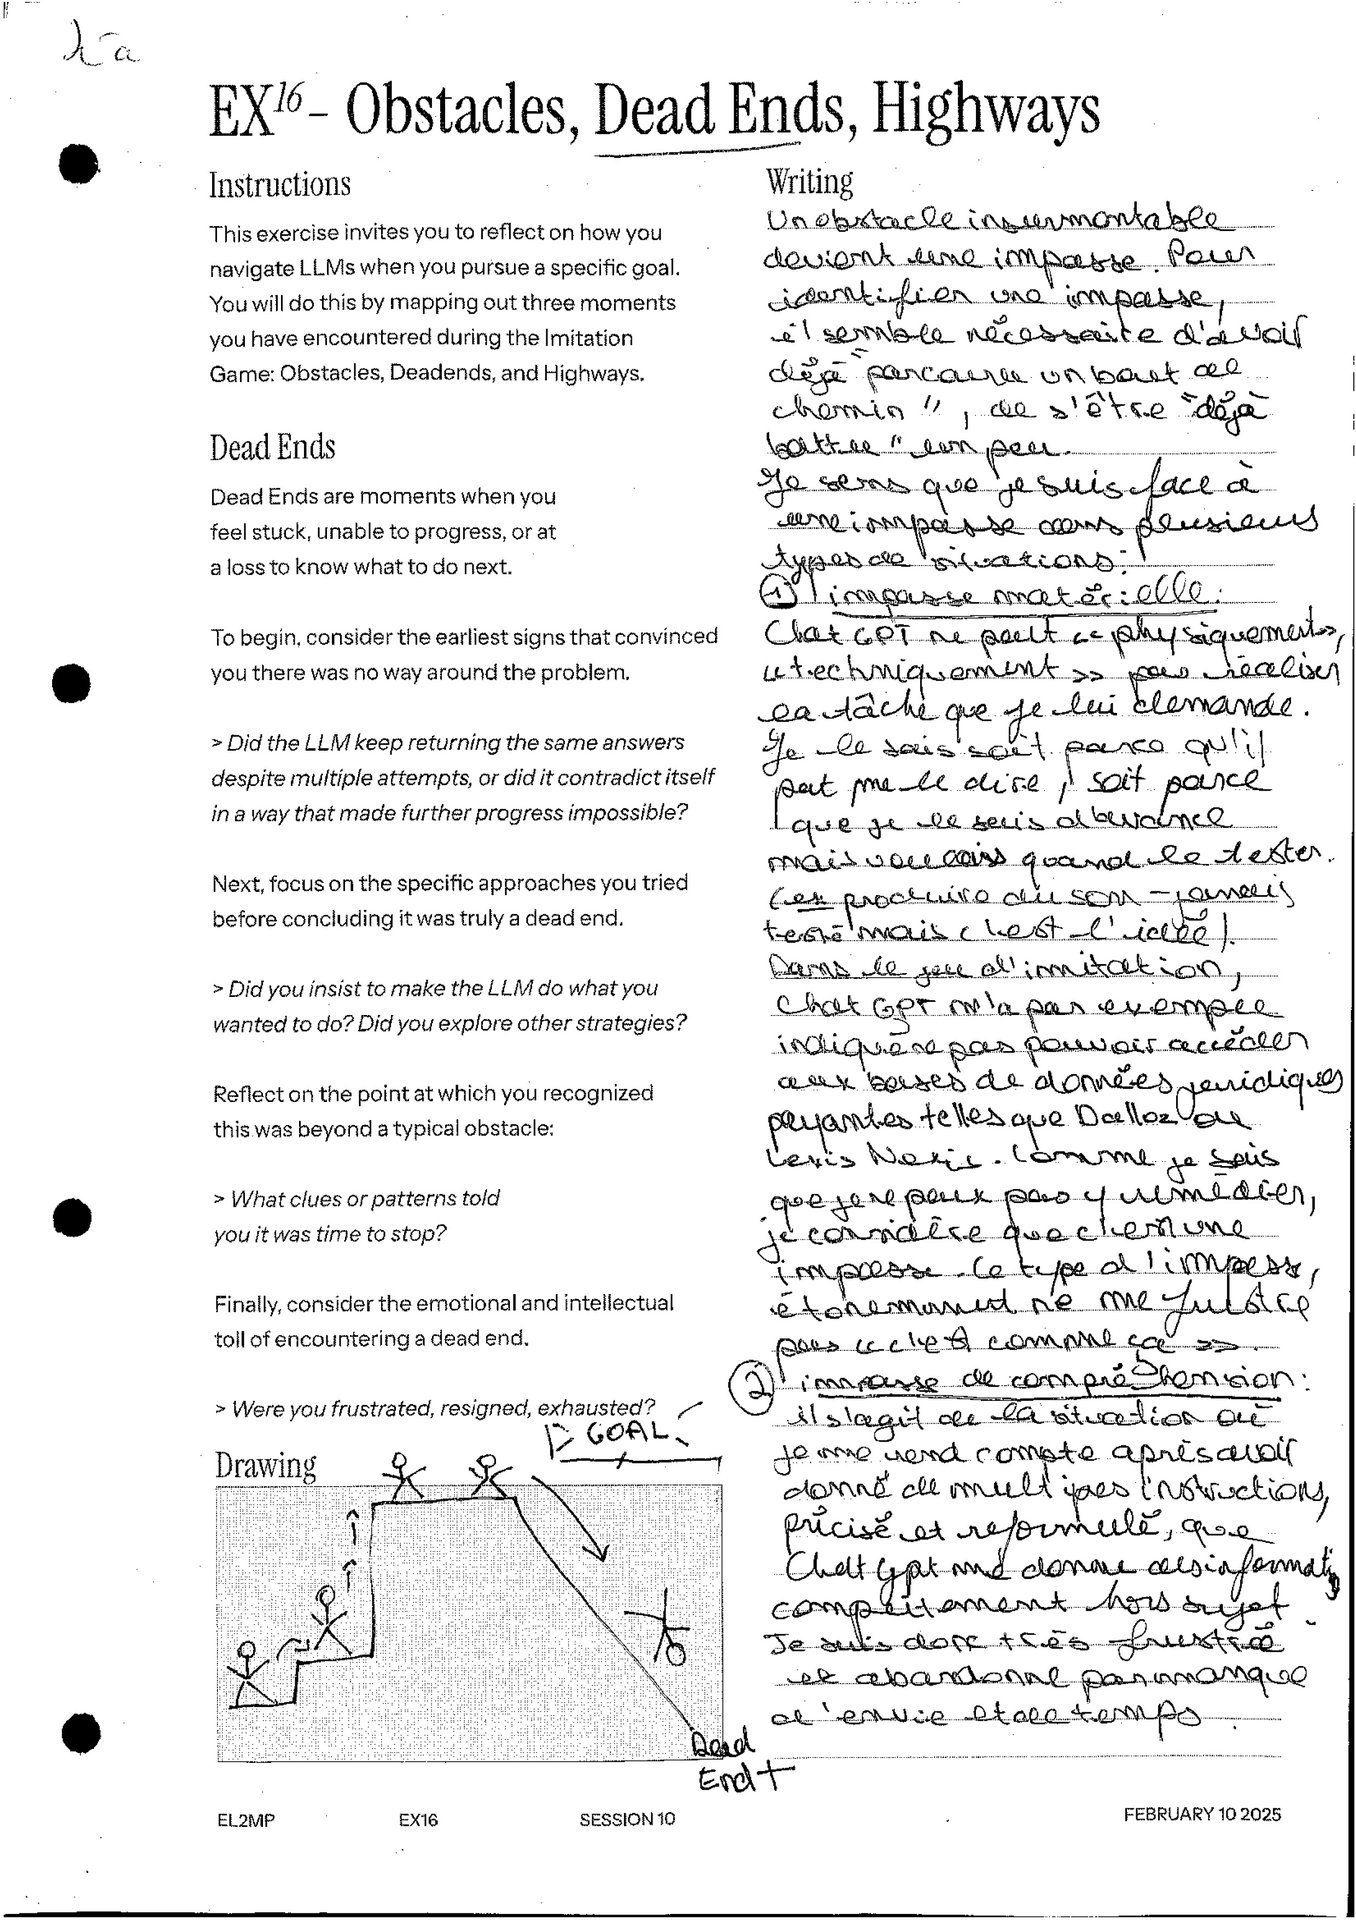 EX16 - Obstacles, Dead Ends, Highways
Instructions
This exercise invites you to reflect on how you
navigate LLMs when you pursue a specific goal.
You will do this by mapping out three moments
you have encountered during the Imitation
Game: Obstacles, Deadends, and Highways.
Dead Ends
Dead Ends are moments when you
feel stuck, unable to progress, or at
a loss to know what to do next.
To begin, consider the earliest signs that convinced
you there was no way around the problem.
> Did the LLM keep returning the same answers
despite multiple attempts, or did it contradict itself
in a way that made further progress impossible?
Next, focus on the specific approaches you tried
before concluding it was truly a dead end.
> Did you insist to make the LLM do what you
wanted to do? Did you explore other strategies?
Reflect on the point at which you recognized
this was beyond a typical obstacle:
> What clues or patterns told
you it was time to stop?
Finally, consider the emotional and intellectual
toll of encountering a dead end.
> Were you frustrated, resigned, exhausted?
Drawing
GOAL
Dead
End
Writing
Un obstacle insurmontable
devient une impasse. Pour
identifier une impasse,
il semble nécessaire d'avoir
déjà "parcouru un bout de
chemin", de s'être "déjà
battu" un peu.
Je sens que je suis face à
une impasse dans plusieurs
types de situations:
① impasse matérielle:
Chat GPT ne peut « physiquement »,
« techniquement » pas réaliser
la tâche que je lui demande.
Je le sais soit parce qu'il
peut me le dire, soit parce
que je le sais d'avance
mais quand le tester.
(ex produire du son - jamais
testé mais c'est l'idée).
Dans le jeu d'imitation,
Chat GPT m'a par exemple
indiqué ne pas pouvoir accéder
aux bases de données juridiques
payantes telles que Dalloz ou
Lexis Nexis. Comme je sais
que je ne peux pas y remédier,
je considère que c'est une
impasse. Ce type d'impasse,
étonemment ne me frustre
pas « c'est comme ça ».
② impasse de compréhension:
il s'agit de la situation où
je me rend compte après avoir
donné de multiples instructions,
précisé et reformulé, que
Chat Gpt me donne des informations
complètement hors sujet.
Je suis donc très frustré
et abandonne par manque
d'envie et de temps.
EL2MP
EX16
SESSION 10
FEBRUARY 10 2025